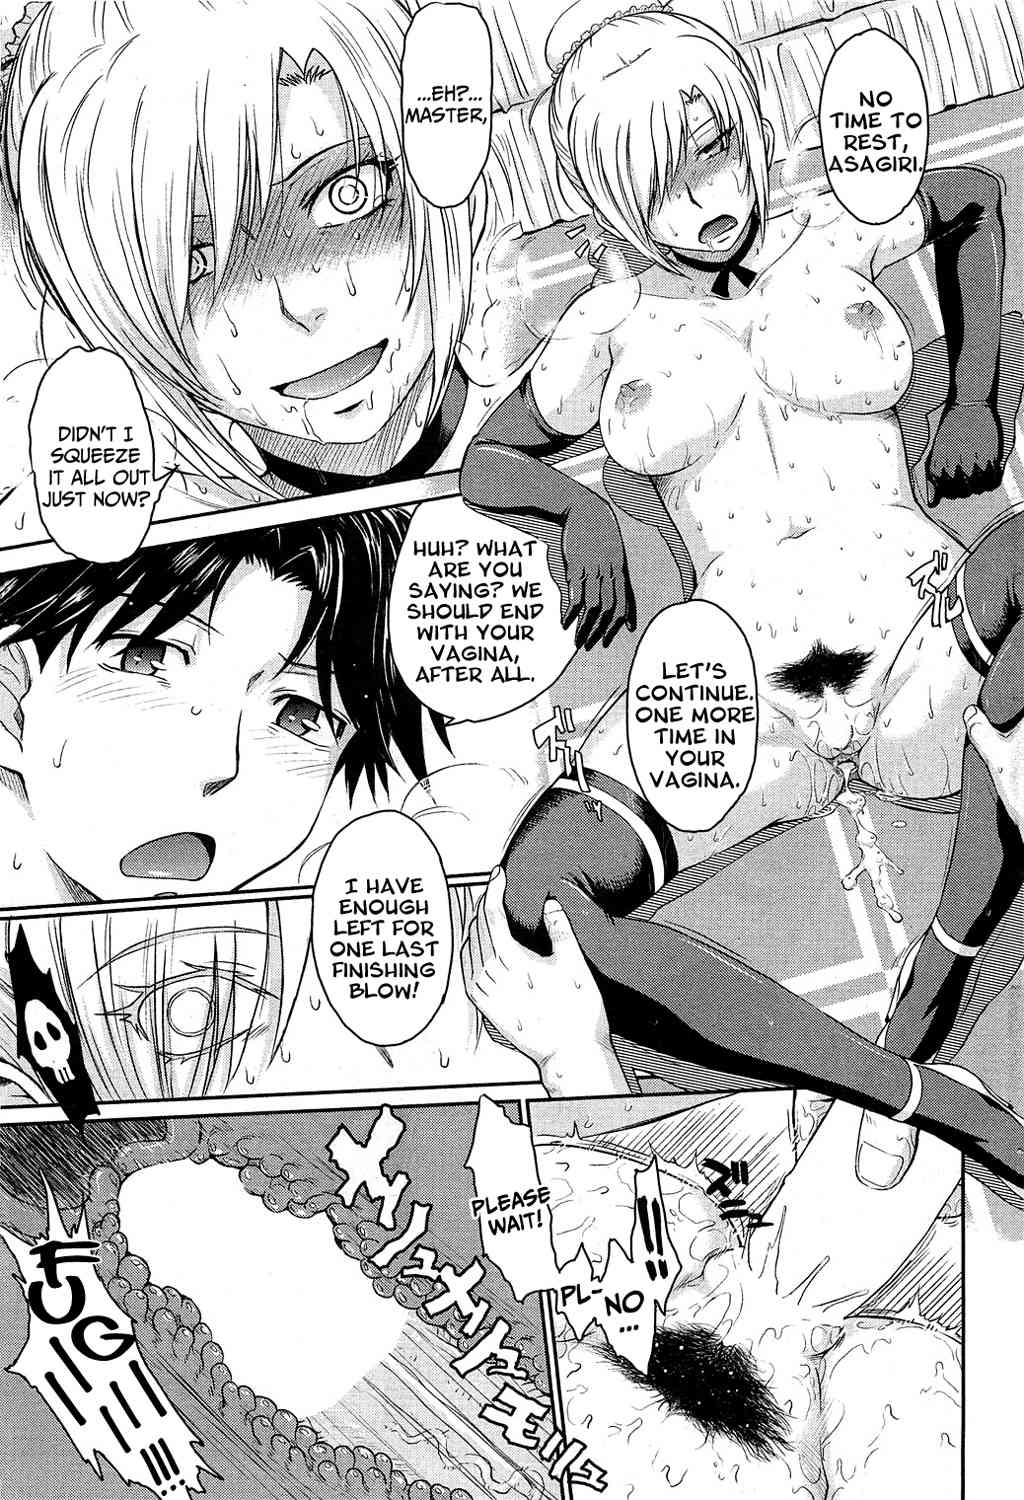 NO
TIME TO
REST,
ASAGIRI.
...EH?...
MASTER,
DIDN'T I
SQUEEZE
IT ALL OUT
JUST NOW?
LET'S
CONTINUE.
ONE MORE
TIME IN
YOUR
VAGINA.
HUH? WHAT
ARE YOU
SAYING? WE
SHOULD END
WITH YOUR
VAGINA,
AFTER ALL.
I HAVE
ENOUGH
LEFT FOR
ONE LAST
FINISHING
BLOW!
!!
NO
...
PL-
PLEASE
WAIT!
FUGIIIII!!!